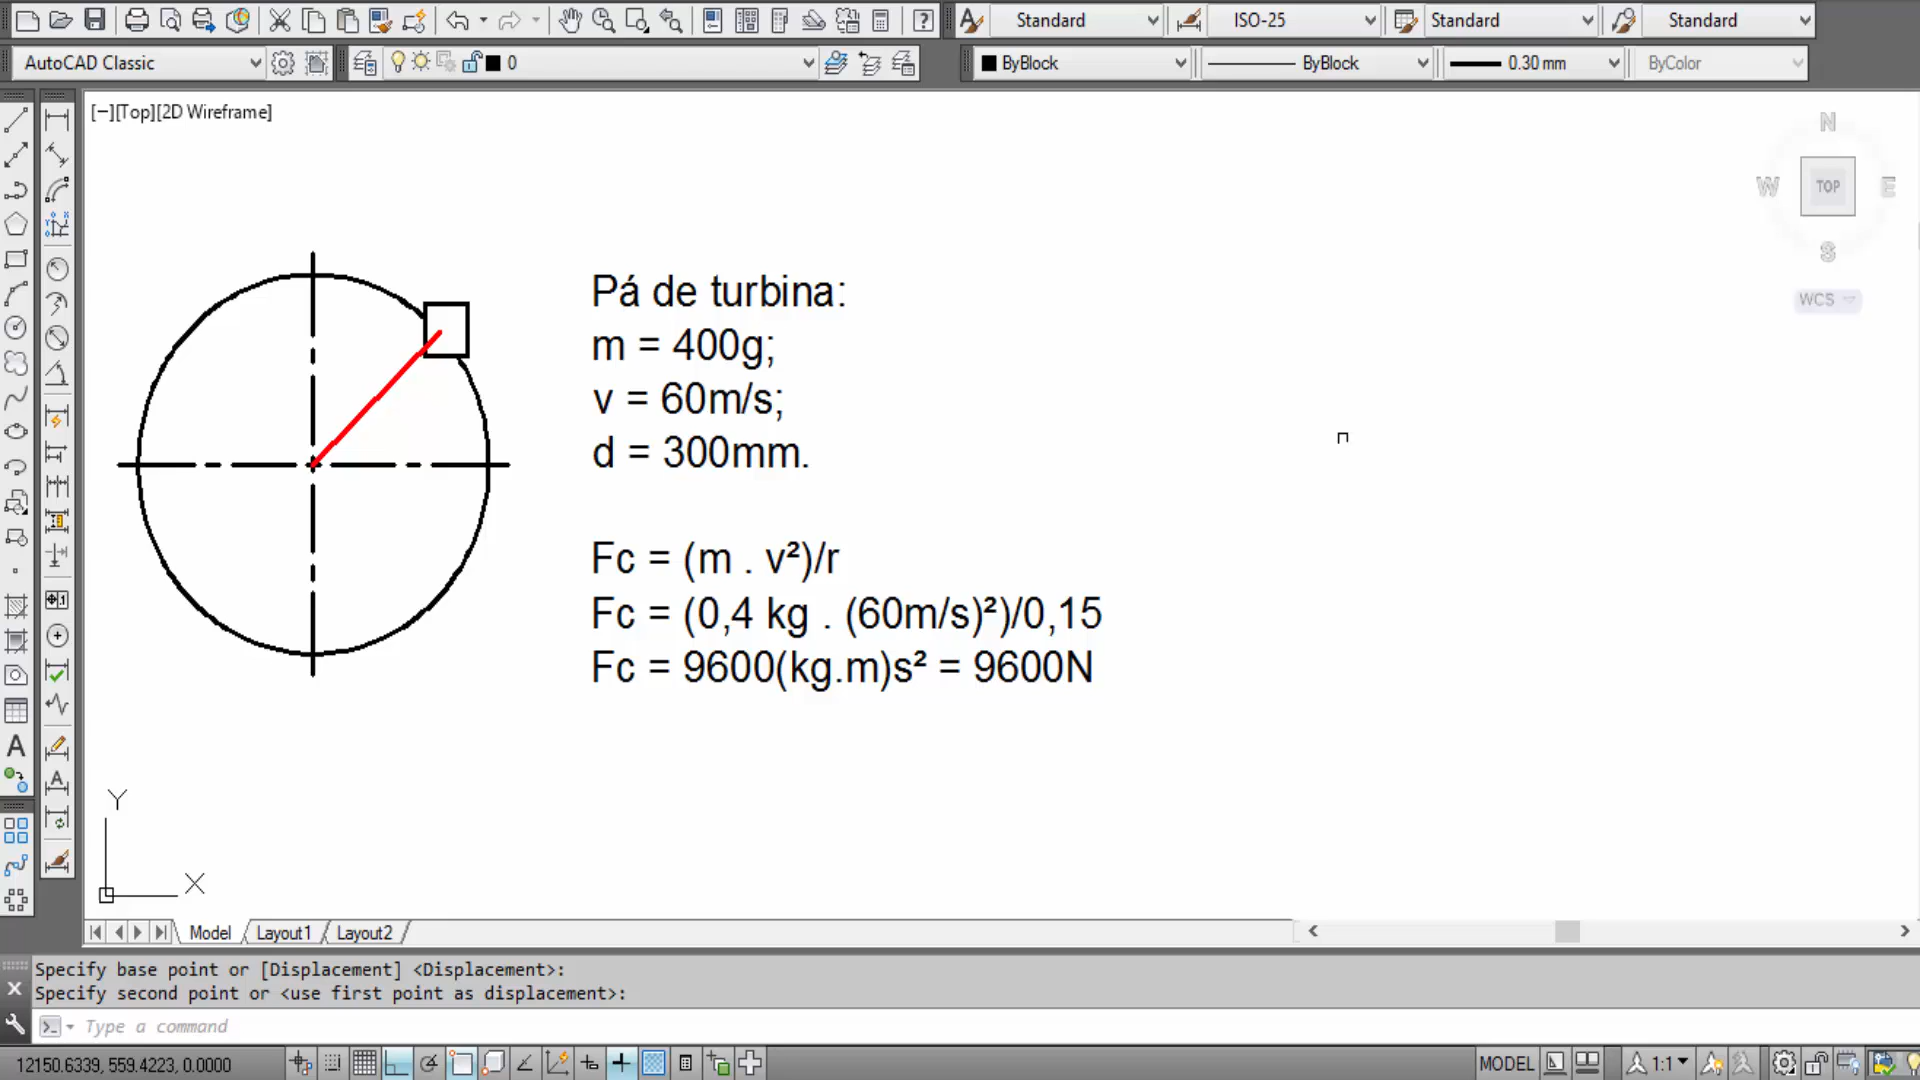 Standard
ISO-25
Standard
Standard
AutoCAD Classic
0
ByBlock
ByBlock
0.30 mm
ByColor
[−][Top][2D Wireframe]
N
W
TOP
E
S
WCS
Pá de turbina:
m = 400g;
v = 60m/s;
d = 300mm.
Fc = (m . v²)/r
Fc = (0,4 kg . (60m/s)²)/0,15
Fc = 9600(kg.m)s² = 9600N
Y
X
Model
Layout1
Layout2
Specify base point or [Displacement] <Displacement>:
Specify second point or <use first point as displacement>:
Type a command
12150.6339, 559.4223, 0.0000
MODEL
1:1